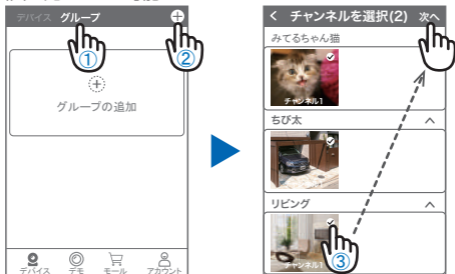 デバイス グループ
①
②
グループの追加
デバイス デモ モール アカウント
< チャンネルを選択(2) 次へ
みてるちゃん猫
チャンネル1
ちび太
リビング
チャンネル1
③